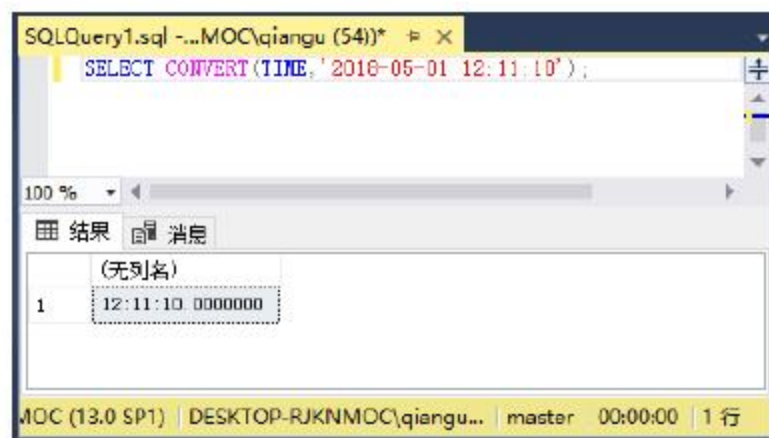 SQLQuery1.sql -...MOC\qiangu (54))*
SELECT CONVERT(TIME,'2018-05-01 12:11:10');
100 %
结果 消息
(无列名)
1 12:11:10.0000000
MOC (13.0 SP1) DESKTOP-RJKNMOC\qiangu... master 00:00:00 1 行